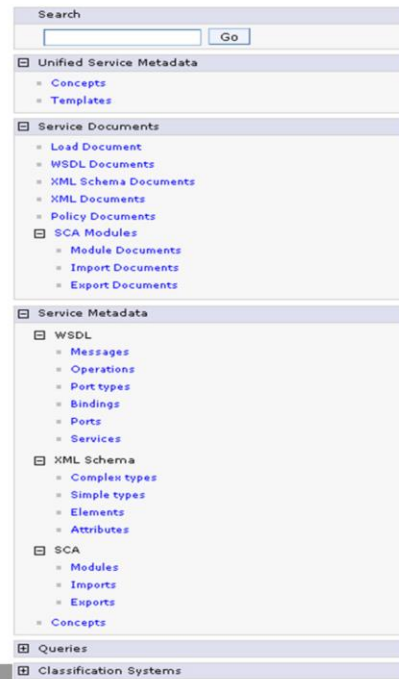 Search
Go
Unified Service Metadata
Concepts
Templates
Service Documents
Load Document
WSDL Documents
XML Schema Documents
XML Documents
Policy Documents
SCA Modules
Module Documents
Import Documents
Export Documents
Service Metadata
WSDL
Messages
Operations
Port types
Bindings
Ports
Services
XML Schema
Complex types
Simple types
Elements
Attributes
SCA
Modules
Imports
Exports
Concepts
Queries
Classification Systems